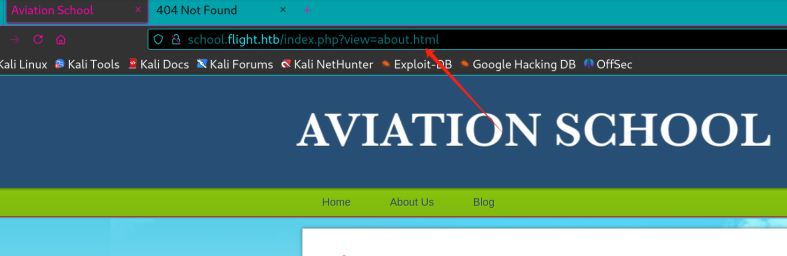 Aviation School × 404 Not Found × +
school.flight.htb/index.php?view=about.html
Kali Linux Kali Tools Kali Docs Kali Forums Kali NetHunter Exploit-DB Google Hacking DB OffSec
AVIATION SCHOOL
Home About Us Blog